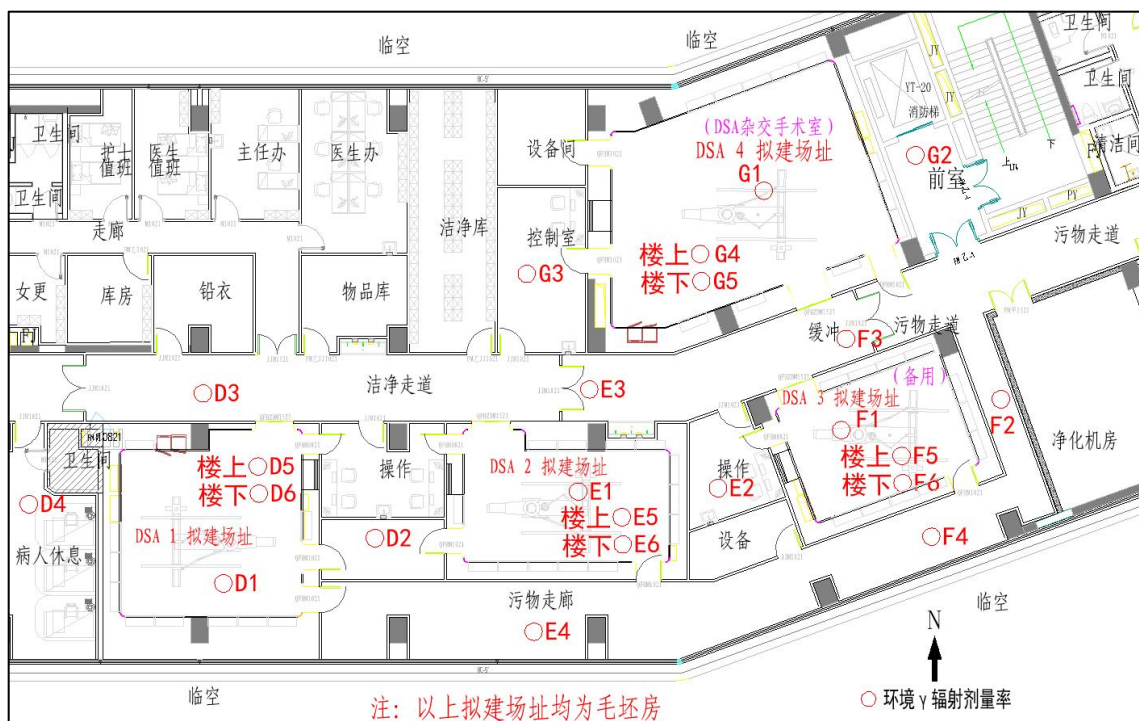 临空
临空
卫生间
卫生间
护士
值班
医生
值班
主任办
医生办
设备间
(DSA杂交手术室)
DSA 4 拟建场址
G1
YT-20
消防梯
JY
JY
JY
G2
前室
上
下
卫生间
卫生间
清洁间
JY
PY
走廊
洁净库
控制室
G3
楼上 G4
楼下 G5
污物走道
女更
库房
铅衣
物品库
缓冲
F3
污物走道
洁净走道
D3
E3
(备用)
DSA 3 拟建场址
F1
F2
净化机房
卫生间
楼上 D5
楼下 D6
操作
DSA 2 拟建场址
E1
操作
E2
楼上 F5
楼下 F6
D4
病人休息
DSA 1 拟建场址
D1
D2
楼上 E5
楼下 E6
设备
F4
污物走廊
E4
临空
N
临空
注: 以上拟建场址均为毛坯房
环境 γ 辐射剂量率